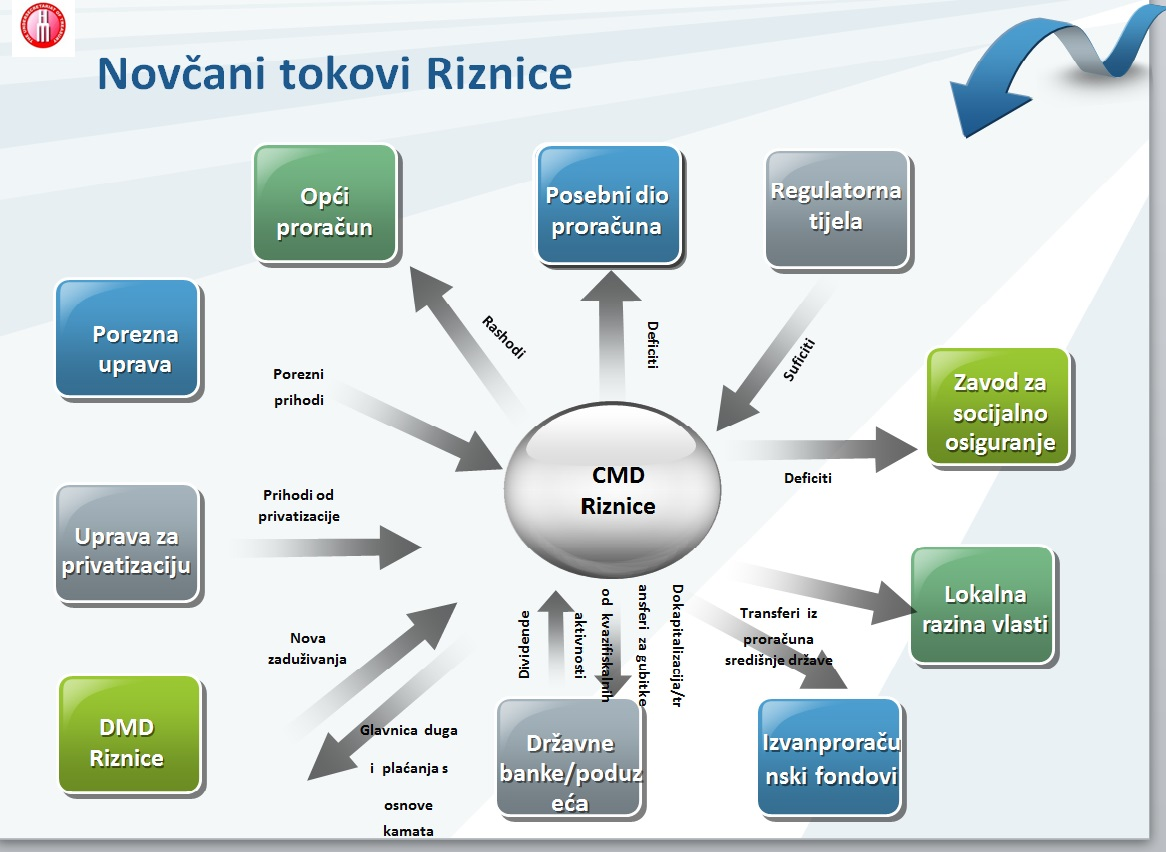 Novčani tokovi Riznice
Opći
proračun
Posebni dio
proračuna
Regulatorna
tijela
Porezna
uprava
Rashodi
Deficiti
Suficiti
Porezni
prihodi
Zavod za
socijalno
osiguranje
CMD
Riznice
Deficiti
Prihodi od
privatizacije
Uprava za
privatizaciju
Lokalna
razina vlasti
Nova
zaduživanja
Dividende
Dokapitalizacija/tr
ansferi za gubitke
od kvazifiskalnih
aktivnosti
Transferi iz
proračuna
središnje države
DMD
Riznice
Glavnica duga
i plaćanja s
osnove
kamata
Državne
banke/poduz
eća
Izvanproraču
nski fondovi